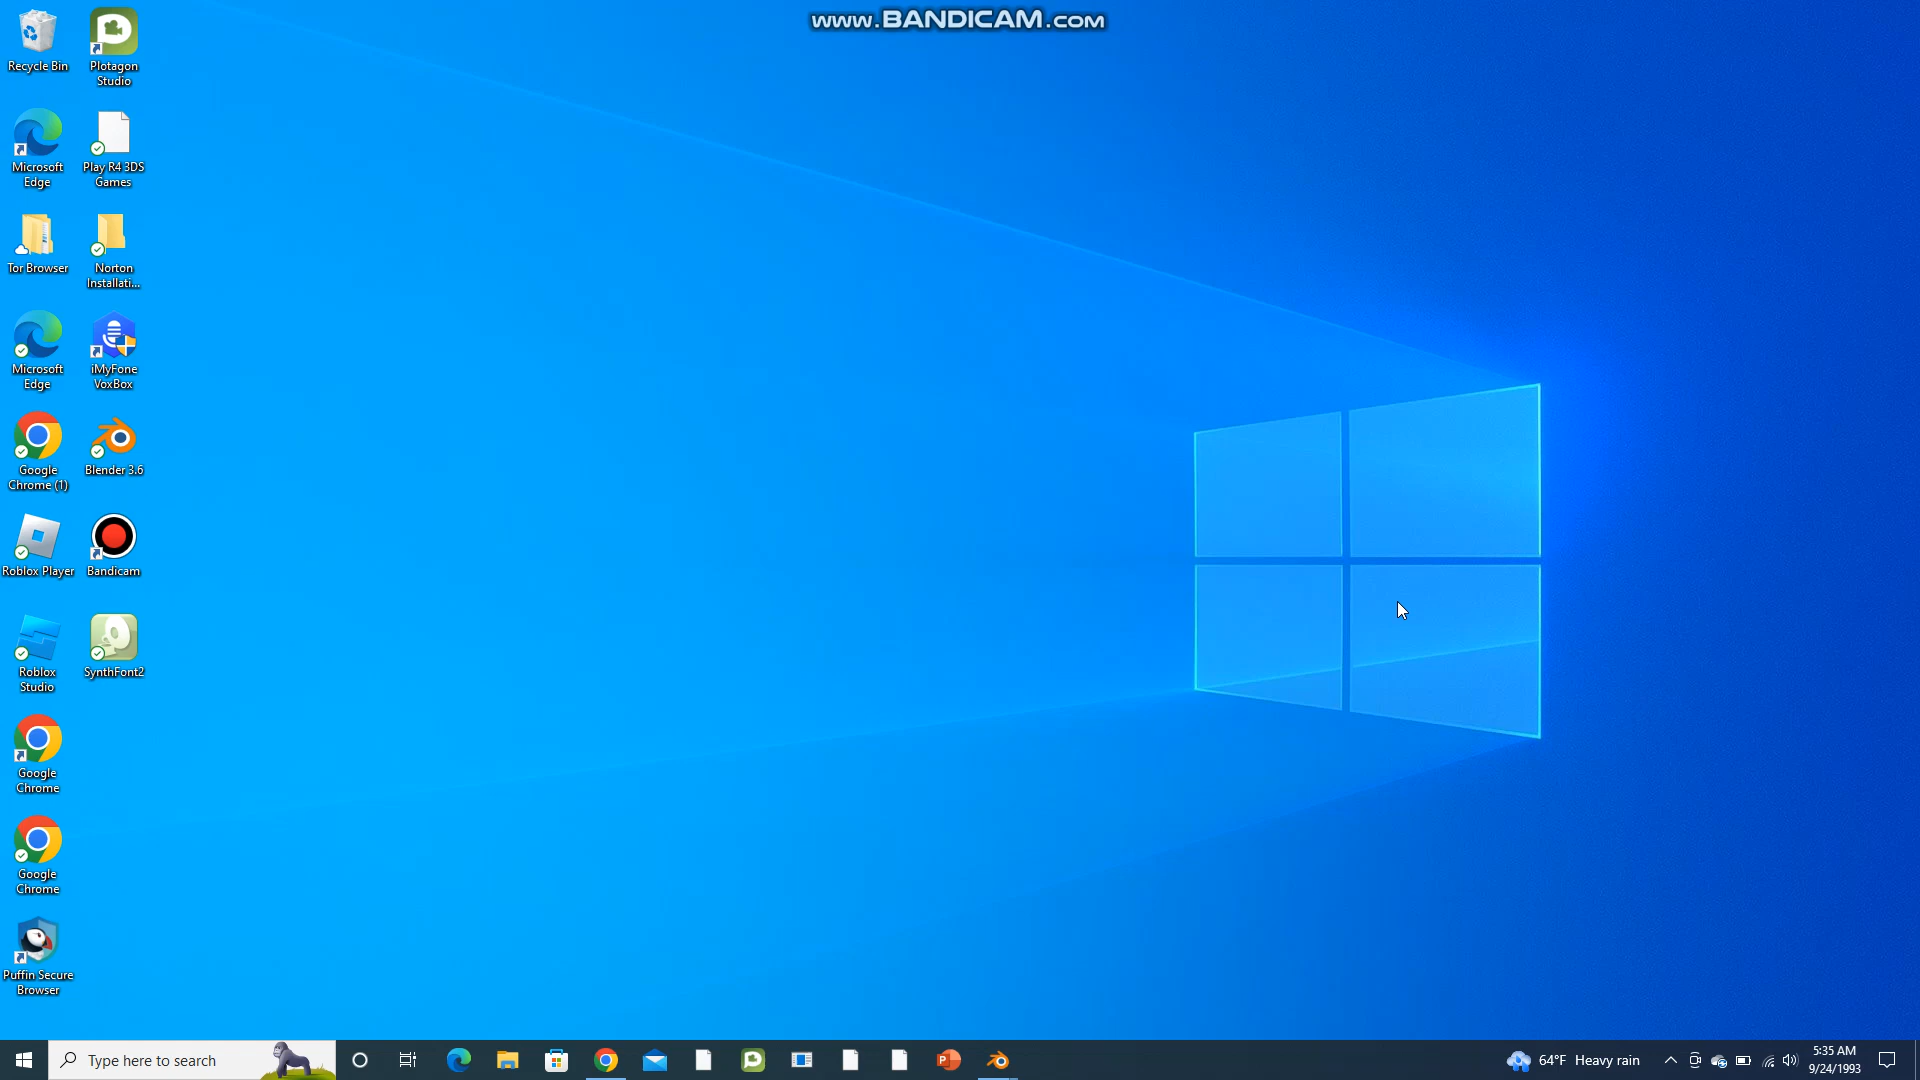 www.BANDICAM.com
Recycle Bin
Plotagon
Studio
Microsoft
Edge
Play R4 3DS
Games
Tor Browser
Norton
Installati...
Microsoft
Edge
iMyFone
VoxBox
Google
Chrome (1)
Blender 3.6
Roblox Player
Bandicam
Roblox
Studio
SynthFont2
Google
Chrome
Google
Chrome
Puffin Secure
Browser
Type here to search
P
64°F Heavy rain
5:35 AM
9/24/1993